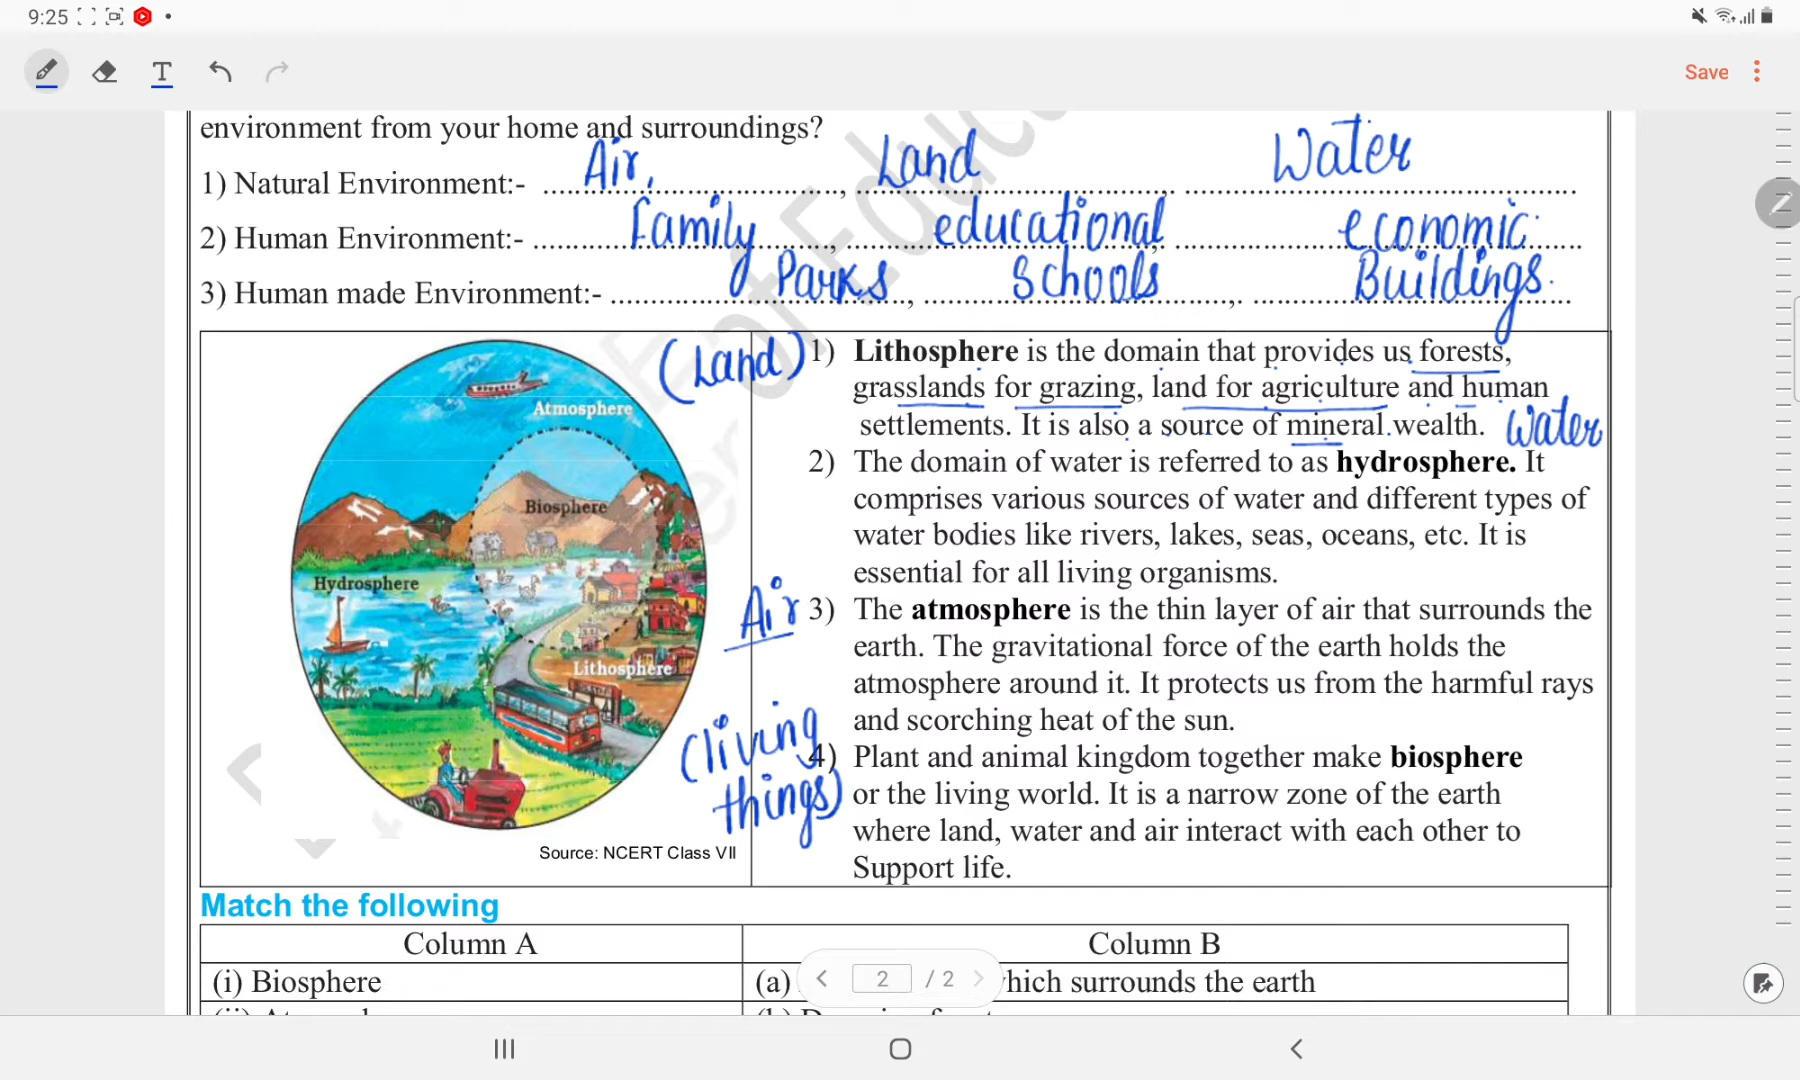 9:25
Save
environment from your home and surroundings?
1) Natural Environment:- Air, , Land , Water
2) Human Environment:- Family , educational , economic
3) Human made Environment:- Parks , Schools ,. Buildings.
Atmosphere
Biosphere
Hydrosphere
Lithosphere
Source: NCERT Class VII
(Land)
1) Lithosphere is the domain that provides us forests,
grasslands for grazing, land for agriculture and human
settlements. It is also a source of mineral wealth. Water
2) The domain of water is referred to as hydrosphere. It
comprises various sources of water and different types of
water bodies like rivers, lakes, seas, oceans, etc. It is
essential for all living organisms.
Air
3) The atmosphere is the thin layer of air that surrounds the
earth. The gravitational force of the earth holds the
atmosphere around it. It protects us from the harmful rays
and scorching heat of the sun.
(living
things)
4) Plant and animal kingdom together make biosphere
or the living world. It is a narrow zone of the earth
where land, water and air interact with each other to
Support life.
Match the following
Column A Column B
(i) Biosphere (a) which surrounds the earth
2 / 2